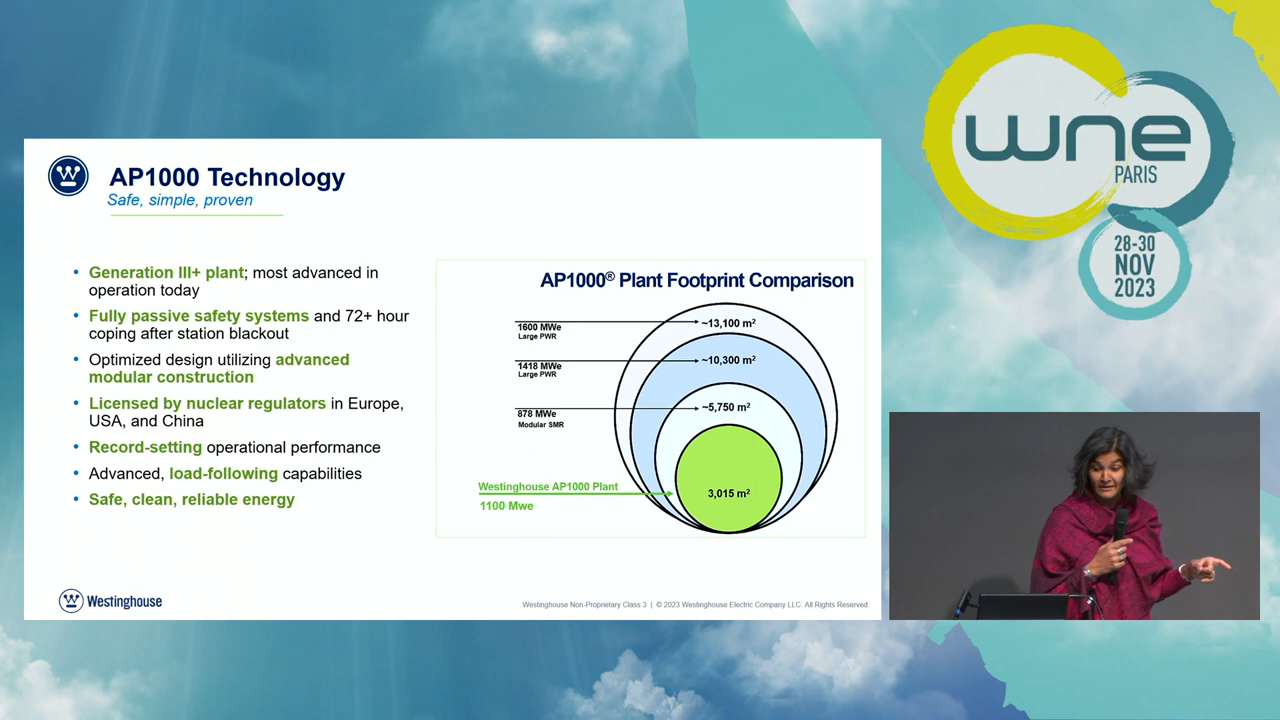 AP1000 Technology
Safe, simple, proven
• Generation III+ plant; most advanced in
operation today
• Fully passive safety systems and 72+ hour
coping after station blackout
• Optimized design utilizing advanced
modular construction
• Licensed by nuclear regulators in Europe,
USA, and China
• Record-setting operational performance
• Advanced, load-following capabilities
• Safe, clean, reliable energy
AP1000® Plant Footprint Comparison
1600 MWe
Large PWR
~13,100 m²
1418 MWe
Large PWR
~10,300 m²
878 MWe
Modular SMR
~5,750 m²
Westinghouse AP1000 Plant
1100 Mwe
3,015 m²
Westinghouse
Westinghouse Non-Proprietary Class 3 | © 2023 Westinghouse Electric Company LLC. All Rights Reserved.
wne
PARIS
28-30
NOV
2023